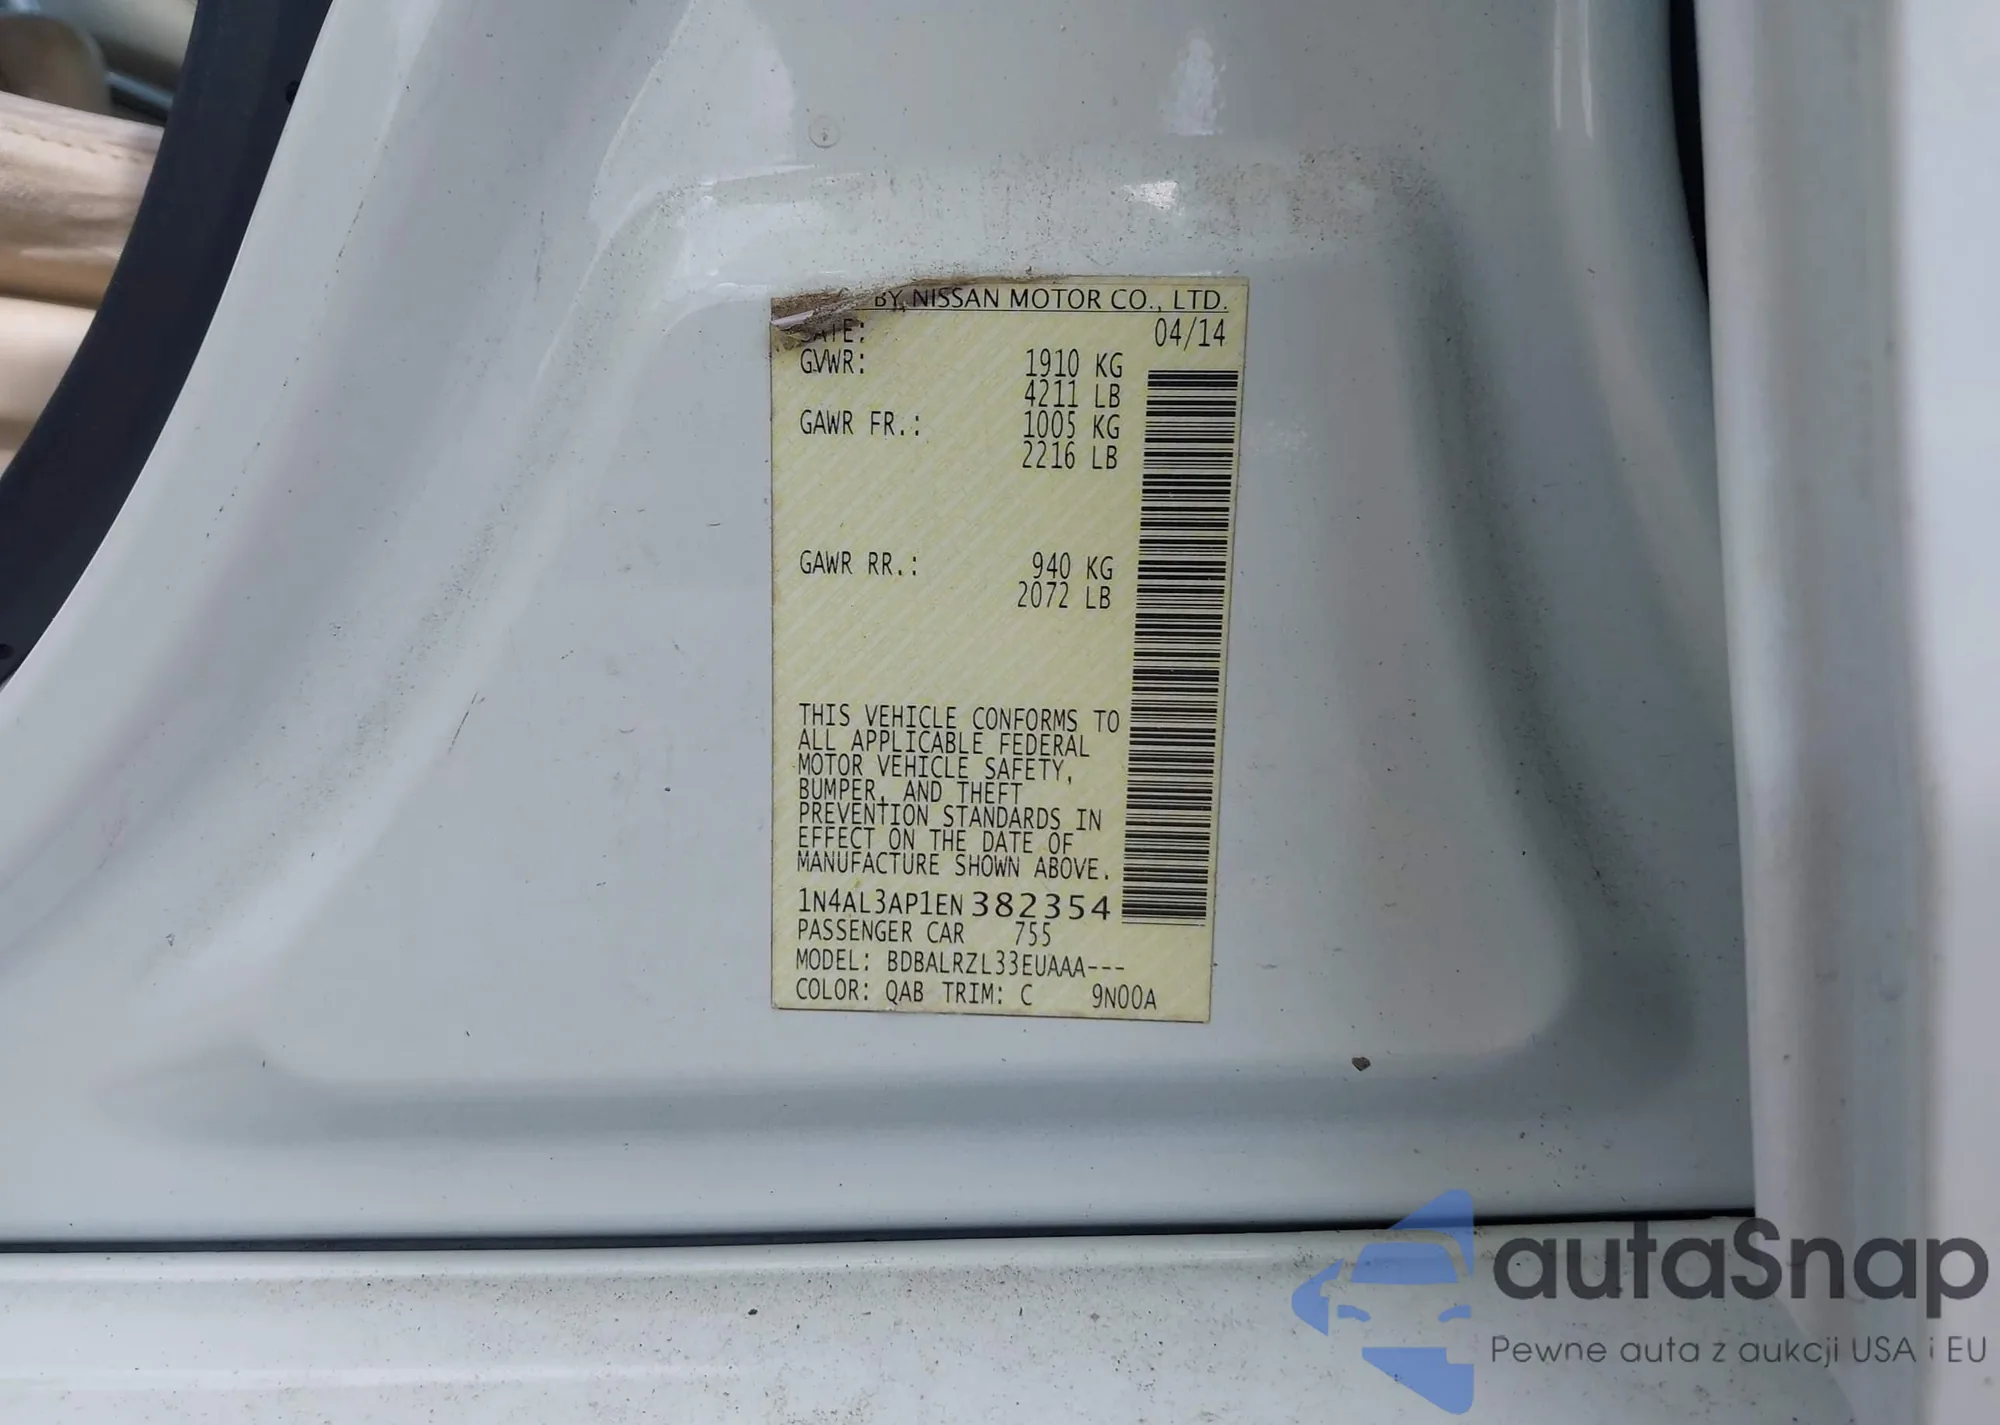 BY NISSAN MOTOR CO., LTD.
DATE: 04/14
GVWR: 1910 KG
4211 LB
GAWR FR.: 1005 KG
2216 LB
GAWR RR.: 940 KG
2072 LB
THIS VEHICLE CONFORMS TO
ALL APPLICABLE FEDERAL
MOTOR VEHICLE SAFETY,
BUMPER, AND THEFT
PREVENTION STANDARDS IN
EFFECT ON THE DATE OF
MANUFACTURE SHOWN ABOVE.
1N4AL3AP1EN382354
PASSENGER CAR 755
MODEL: BDBALRZL33EUAAA---
COLOR: QAB TRIM: C 9N00A
autaSnap
Pewne auta z aukcji USA i EU